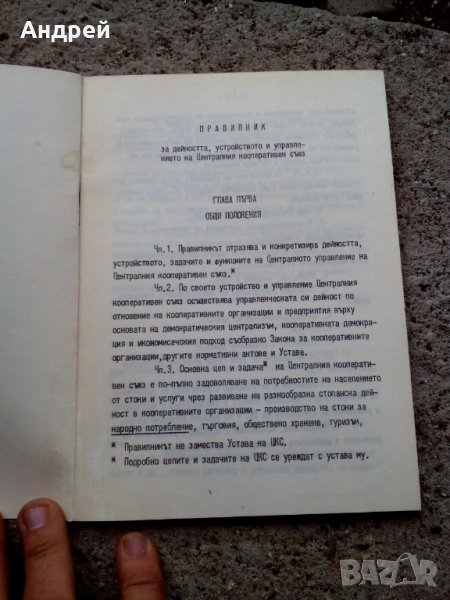 Андрей
ПРАВИЛНИК
за дейността, устройството и управле-
нието на Централния кооперативен съюз
ГЛАВА ПЪРВА
ОБЩИ ПОЛОЖЕНИЯ
Чл.1. Правилникът отразява и конкретизира дейността,
устройството, задачите и функциите на Централното управление на
Централния кооперативен съюз.*
Чл.2. По своето устройство и управление Централния
кооперативен съюз осъществява управленческата си дейност по
отношение на кооперативните организации и предприятия върху
основата на демократическия централизъм, кооперативната демокра-
ция и икономисеческия подход съобразно Закона за кооперативните
организации,другите нормативни актове и Устава.
Чл.3. Основна цел и задача* на Централния кооперати-
вен съюз е по-пълно задоволяване на потребностите на населението
от стоки и услуги чрез развиване на разнообразна стопанска дей-
ност в кооперативните организации - производство на стоки за
народно потребление, търговия, обществено хранене, туризъм,
* Правилникът не замества Устава на ЦКС.
* Подробно целите и задачите на ЦКС се уреждат с устава му.
BAZAR